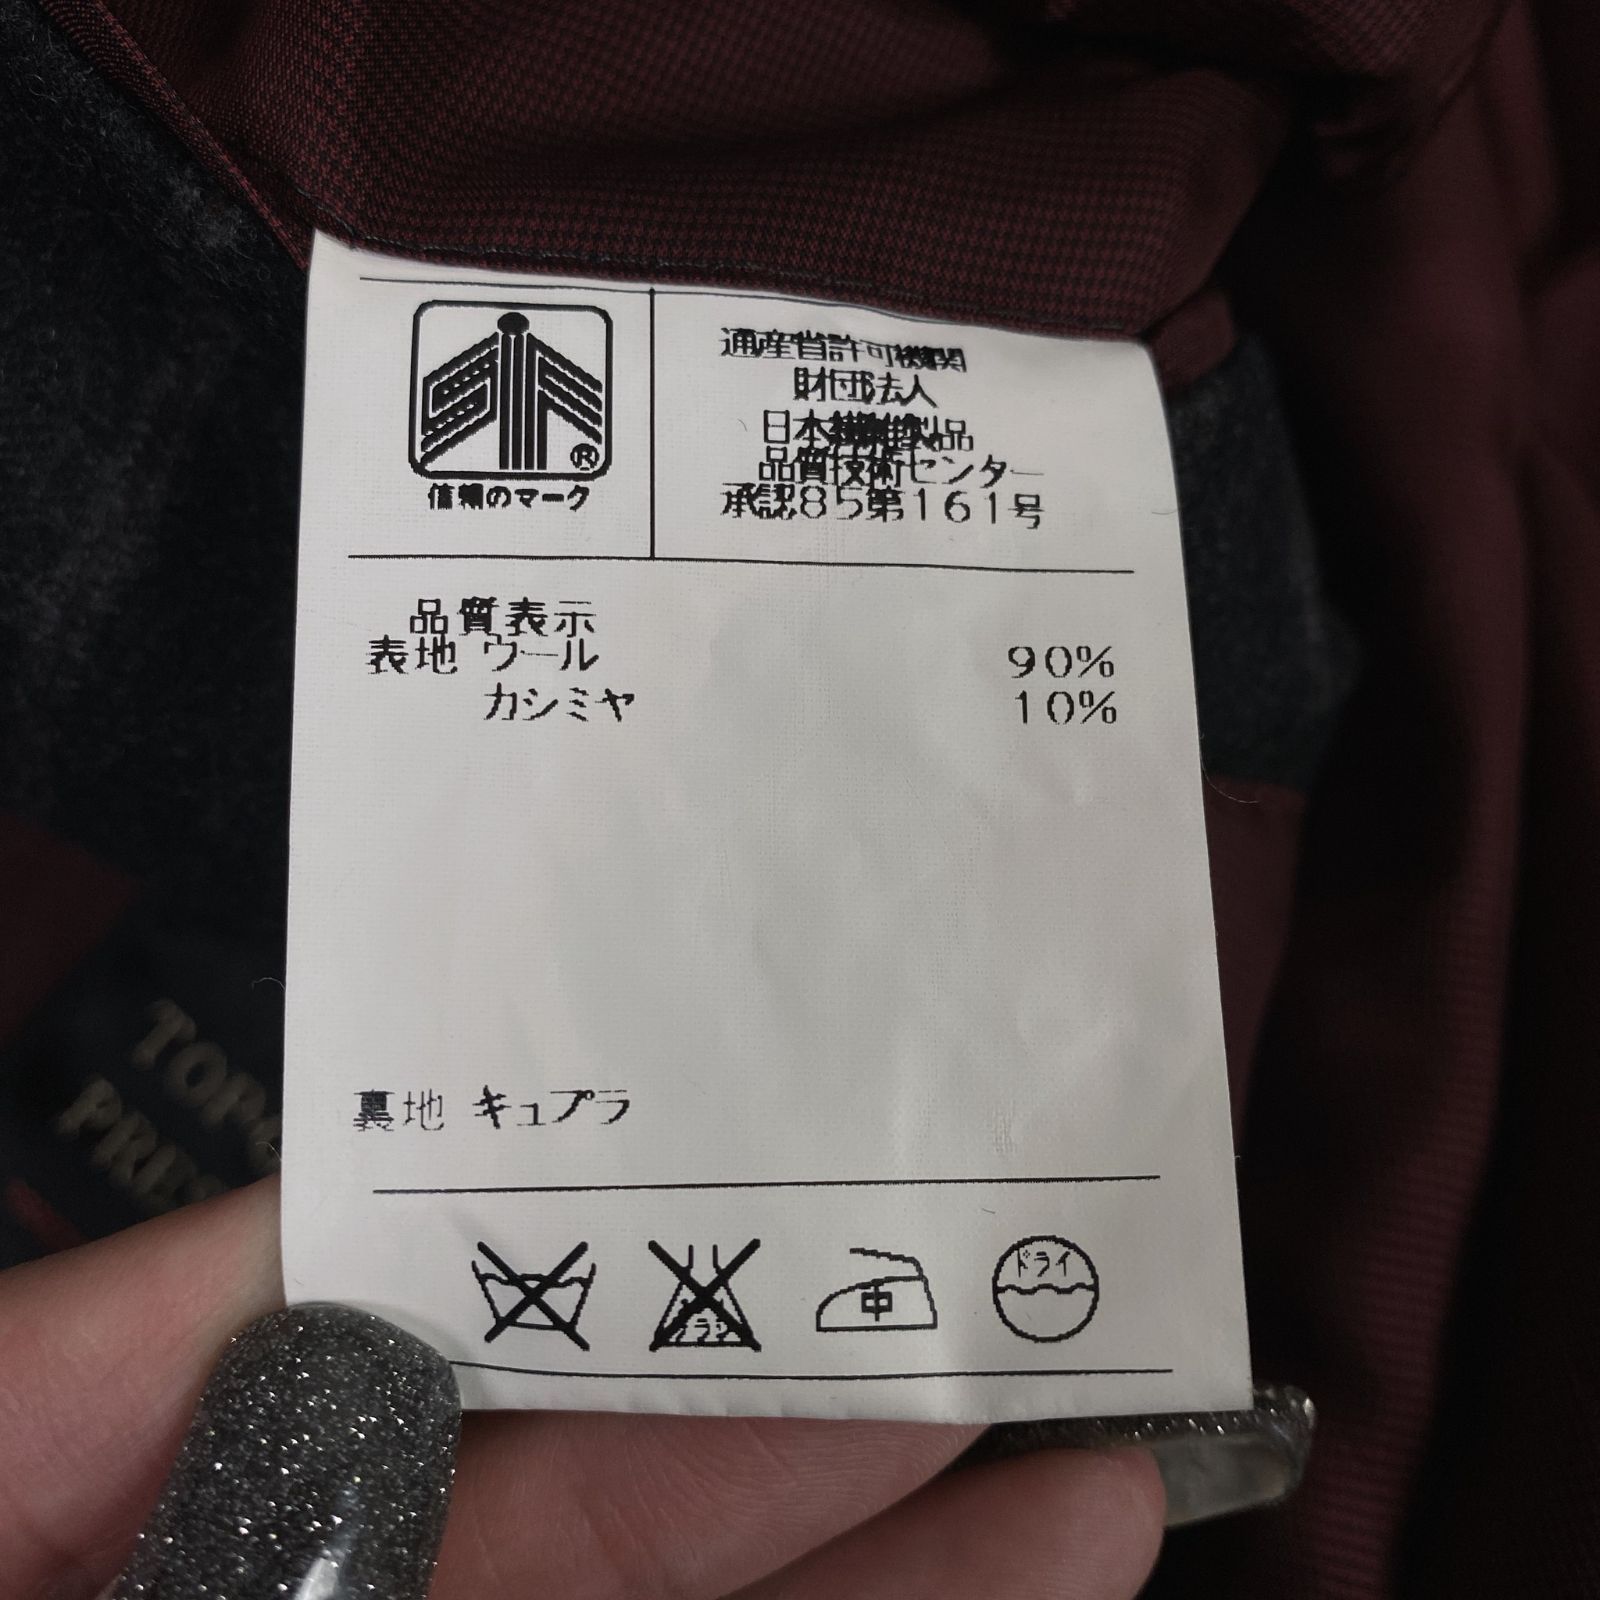 信頼のマーク
通産省許可機関
財団法人
日本繊維製品
品質技術センター
承認85第161号
品質表示
表地 ウール 90%
カシミヤ 10%
裏地 キュプラ
中
ドライ